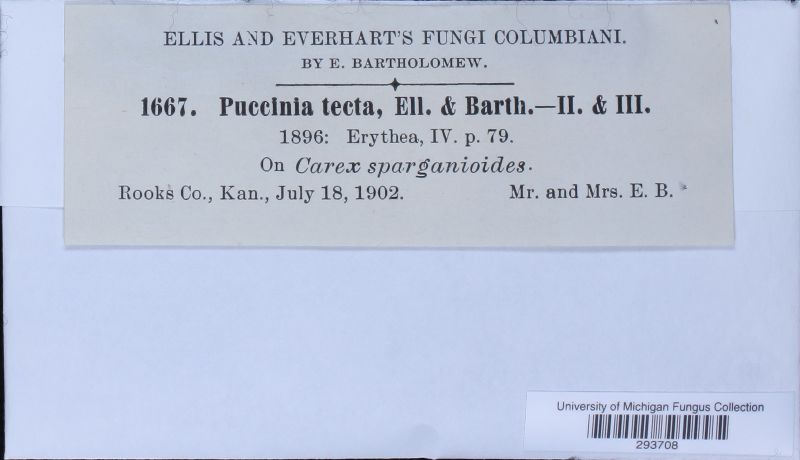 ELLIS AND EVERHART'S FUNGI COLUMBIANI.
BY E. BARTHOLOMEW.
1667. Puccinia tecta, Ell. & Barth.—II. & III.
1896: Erythea, IV. p. 79.
On Carex sparganioides.
Rooks Co., Kan., July 18, 1902. Mr. and Mrs. E. B.
University of Michigan Fungus Collection
293708